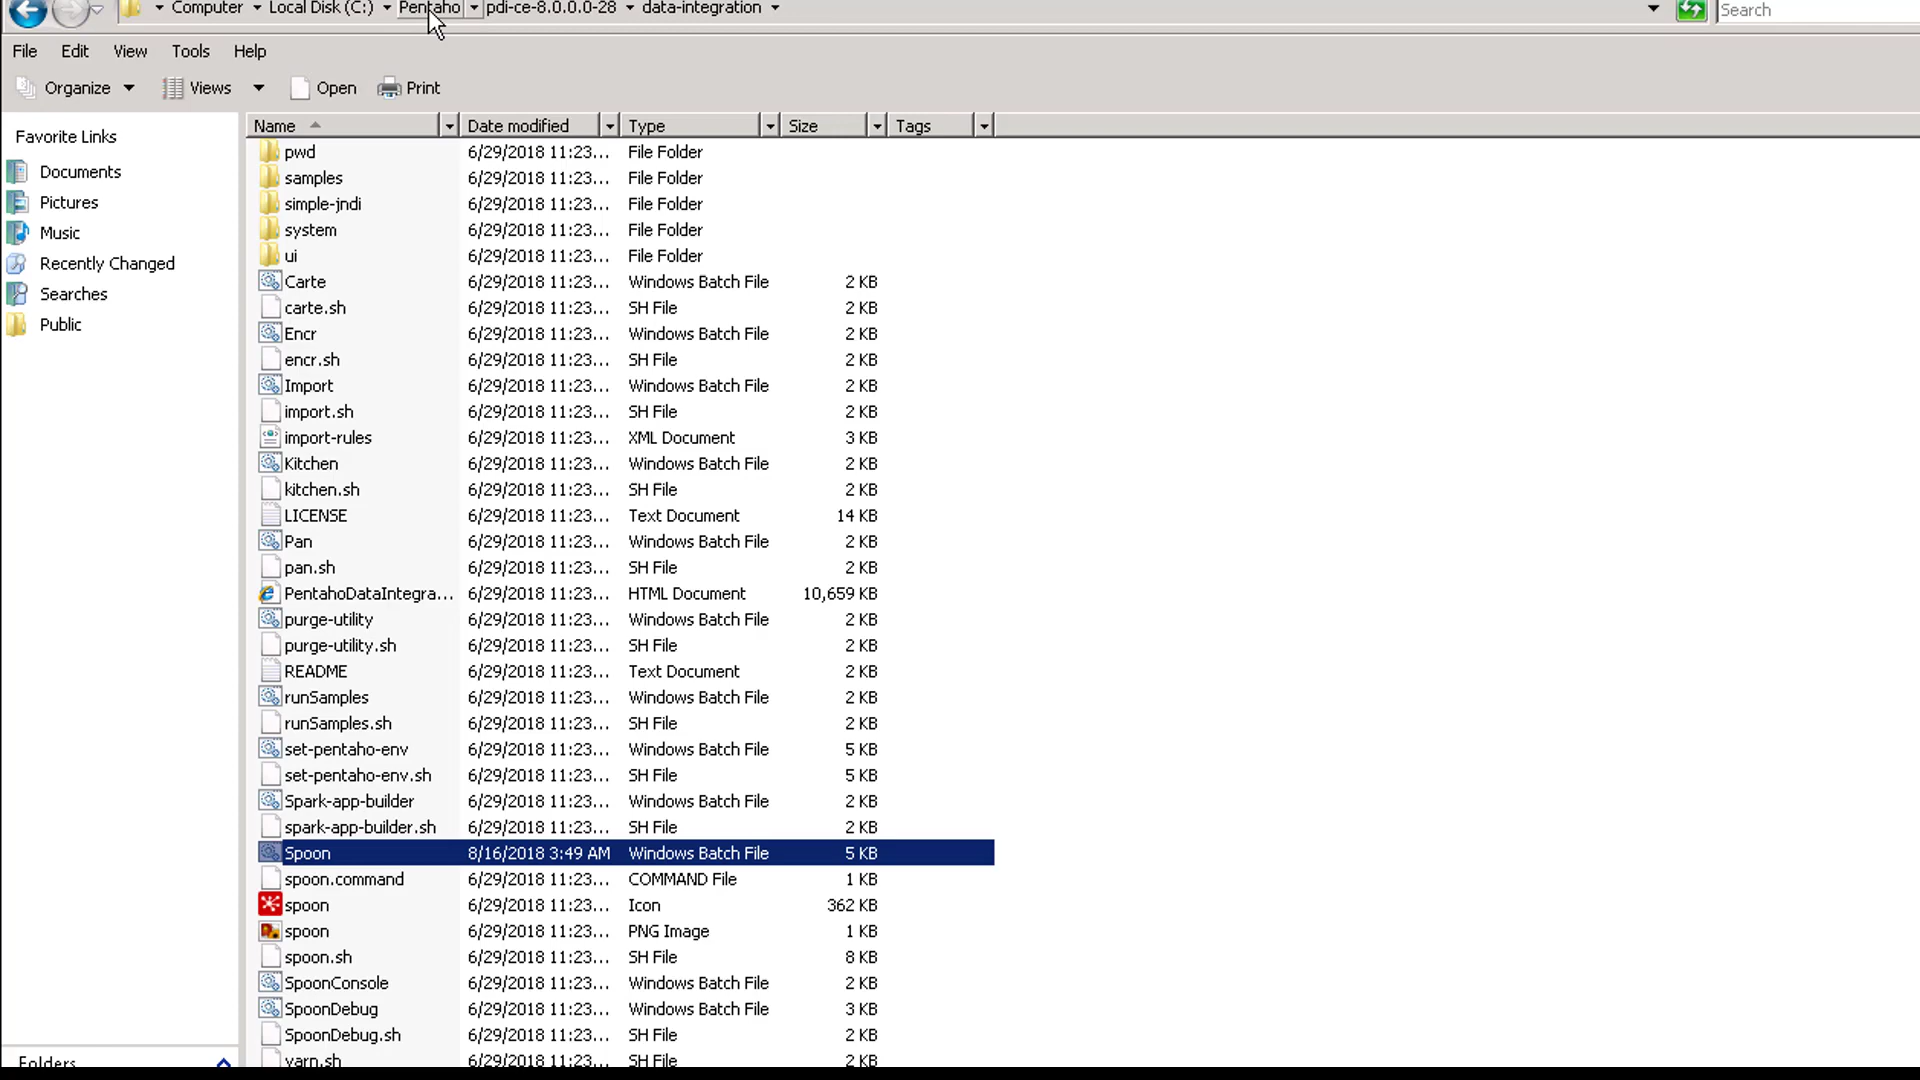 Computer Local Disk (C:) Pentaho pdi-ce-8.0.0.0-28 data-integration Search
File Edit View Tools Help
Organize Views Open Print
Favorite Links
Documents
Pictures
Music
Recently Changed
Searches
Public
Folders
Name Date modified Type Size Tags
pwd 6/29/2018 11:23... File Folder
samples 6/29/2018 11:23... File Folder
simple-jndi 6/29/2018 11:23... File Folder
system 6/29/2018 11:23... File Folder
ui 6/29/2018 11:23... File Folder
Carte 6/29/2018 11:23... Windows Batch File 2 KB
carte.sh 6/29/2018 11:23... SH File 2 KB
Encr 6/29/2018 11:23... Windows Batch File 2 KB
encr.sh 6/29/2018 11:23... SH File 2 KB
Import 6/29/2018 11:23... Windows Batch File 2 KB
import.sh 6/29/2018 11:23... SH File 2 KB
import-rules 6/29/2018 11:23... XML Document 3 KB
Kitchen 6/29/2018 11:23... Windows Batch File 2 KB
kitchen.sh 6/29/2018 11:23... SH File 2 KB
LICENSE 6/29/2018 11:23... Text Document 14 KB
Pan 6/29/2018 11:23... Windows Batch File 2 KB
pan.sh 6/29/2018 11:23... SH File 2 KB
PentahoDataIntegra... 6/29/2018 11:23... HTML Document 10,659 KB
purge-utility 6/29/2018 11:23... Windows Batch File 2 KB
purge-utility.sh 6/29/2018 11:23... SH File 2 KB
README 6/29/2018 11:23... Text Document 2 KB
runSamples 6/29/2018 11:23... Windows Batch File 2 KB
runSamples.sh 6/29/2018 11:23... SH File 2 KB
set-pentaho-env 6/29/2018 11:23... Windows Batch File 5 KB
set-pentaho-env.sh 6/29/2018 11:23... SH File 5 KB
Spark-app-builder 6/29/2018 11:23... Windows Batch File 2 KB
spark-app-builder.sh 6/29/2018 11:23... SH File 2 KB
Spoon 8/16/2018 3:49 AM Windows Batch File 5 KB
spoon.command 6/29/2018 11:23... COMMAND File 1 KB
spoon 6/29/2018 11:23... Icon 362 KB
spoon 6/29/2018 11:23... PNG Image 1 KB
spoon.sh 6/29/2018 11:23... SH File 8 KB
SpoonConsole 6/29/2018 11:23... Windows Batch File 2 KB
SpoonDebug 6/29/2018 11:23... Windows Batch File 3 KB
SpoonDebug.sh 6/29/2018 11:23... SH File 2 KB
yarn.sh 6/29/2018 11:23... SH File 2 KB